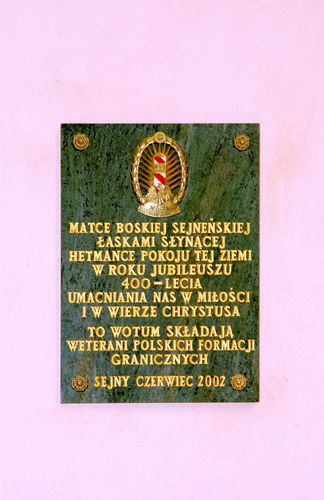 MATCE BOSKIEJ SEJNEŃSKIEJ
ŁASKAMI SŁYNĄCEJ
HETMANCE POKOJU TEJ ZIEMI
W ROKU JUBILEUSZU
400-LECIA
UMACNIANIA NAS W MIŁOŚCI
I W WIERZE CHRYSTUSA
TO WOTUM SKŁADAJĄ
WETERANI POLSKICH FORMACJI
GRANICZNYCH
SEJNY CZERWIEC 2002